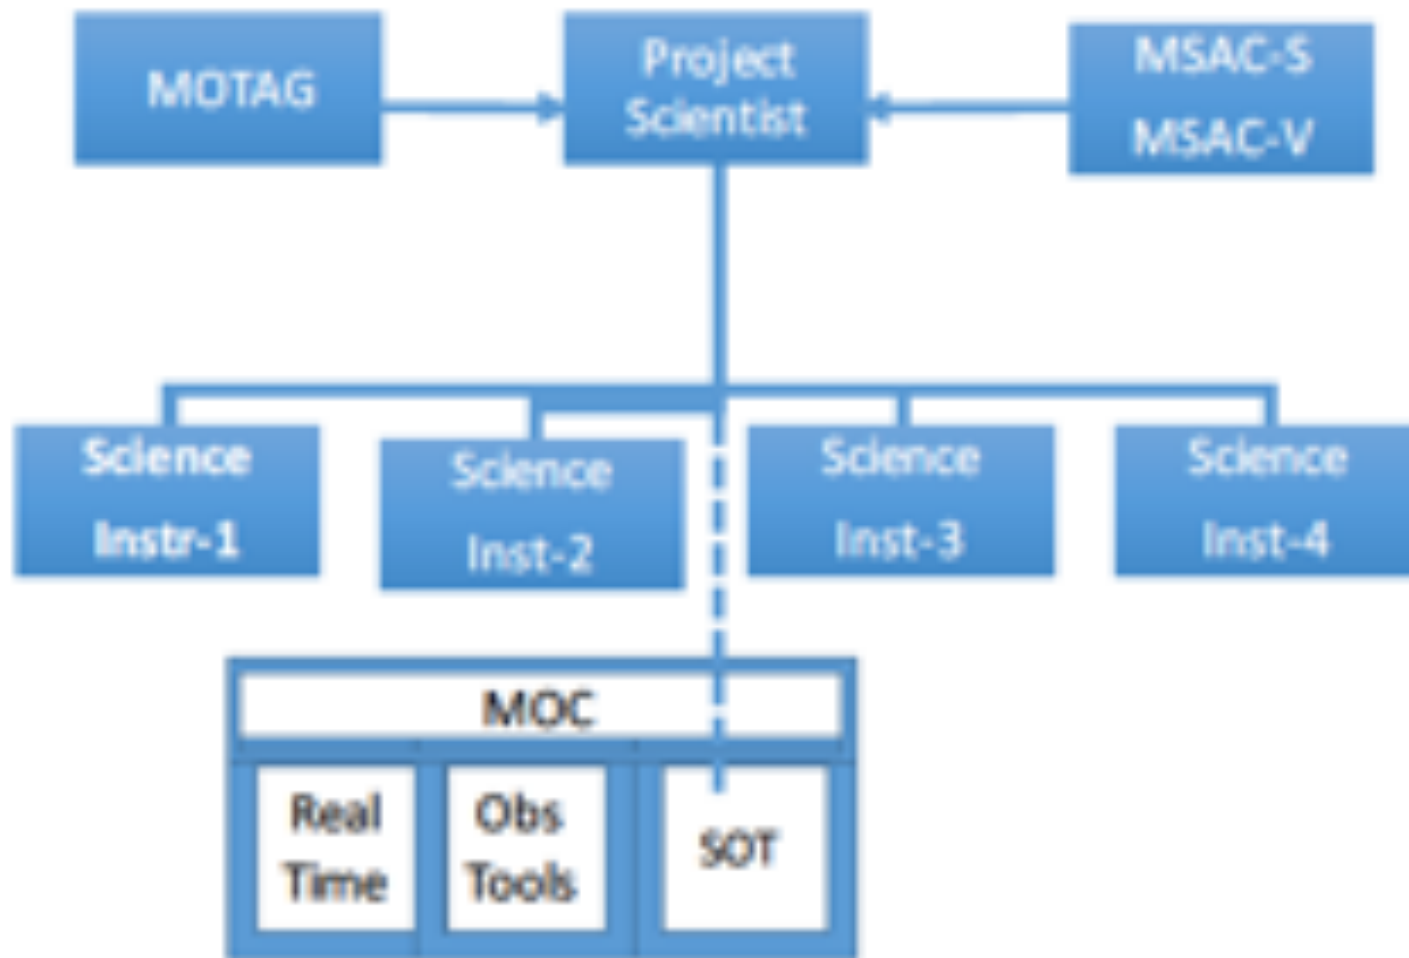 MOTAG
Project
Scientist
MSAC-S
MSAC-V
Science
Instr-1
Science
Inst-2
Science
Inst-3
Science
Inst-4
MOC
Real
Time
Obs
Tools
SOT